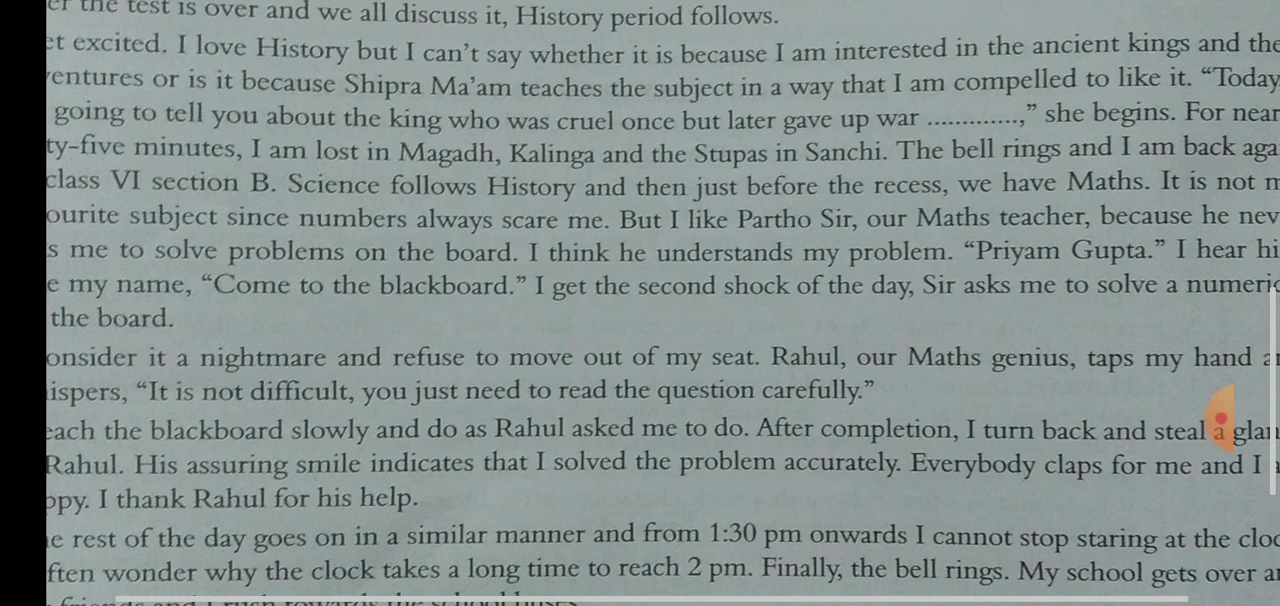 er the test is over and we all discuss it, History period follows.
et excited. I love History but I can't say whether it is because I am interested in the ancient kings and the
entures or is it because Shipra Ma'am teaches the subject in a way that I am compelled to like it. "Today
going to tell you about the king who was cruel once but later gave up war .............," she begins. For near
ty-five minutes, I am lost in Magadh, Kalinga and the Stupas in Sanchi. The bell rings and I am back aga
class VI section B. Science follows History and then just before the recess, we have Maths. It is not m
ourite subject since numbers always scare me. But I like Partho Sir, our Maths teacher, because he nev
s me to solve problems on the board. I think he understands my problem. "Priyam Gupta." I hear hi
e my name, "Come to the blackboard." I get the second shock of the day, Sir asks me to solve a numeric
the board.
onsider it a nightmare and refuse to move out of my seat. Rahul, our Maths genius, taps my hand a
ispers, "It is not difficult, you just need to read the question carefully."
each the blackboard slowly and do as Rahul asked me to do. After completion, I turn back and steal a glan
Rahul. His assuring smile indicates that I solved the problem accurately. Everybody claps for me and I
ppy. I thank Rahul for his help.
e rest of the day goes on in a similar manner and from 1:30 pm onwards I cannot stop staring at the cloc
ften wonder why the clock takes a long time to reach 2 pm. Finally, the bell rings. My school gets over a